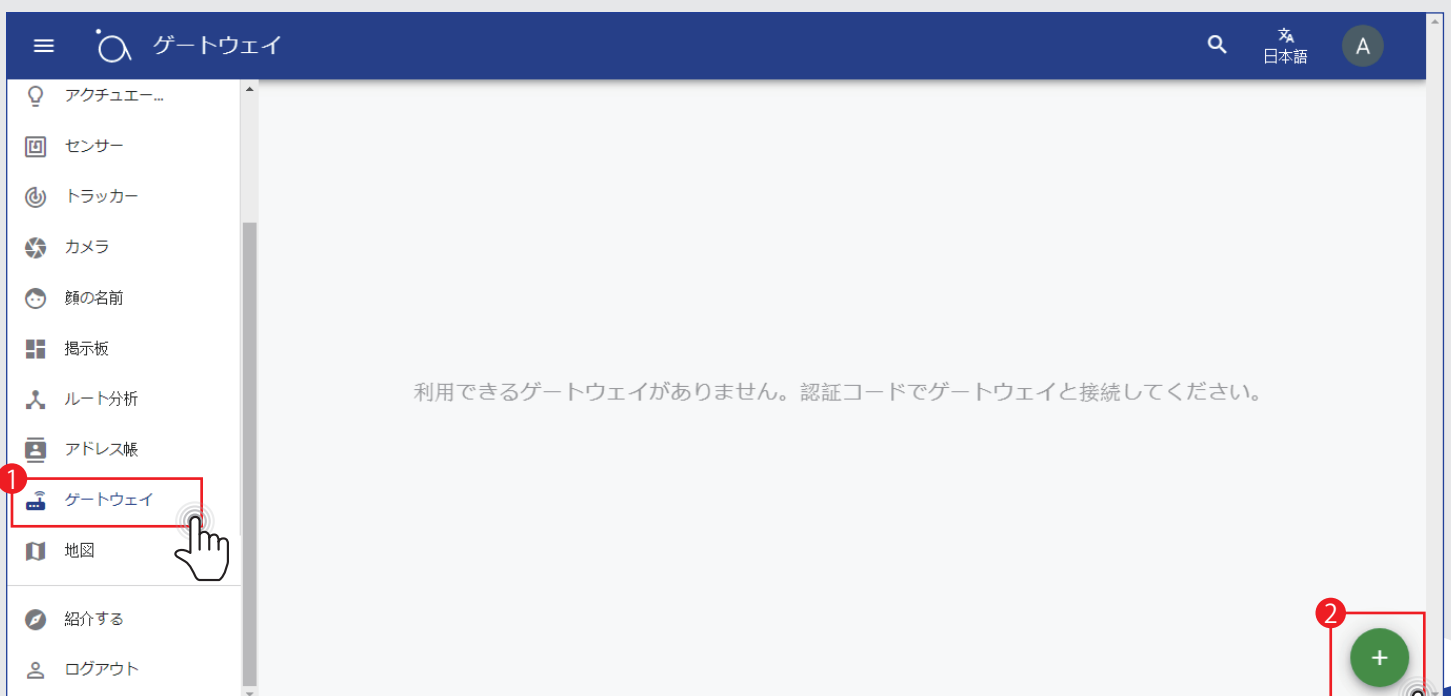 ゲートウェイ
文A
日本語
A
アクチュエー...
センサー
トラッカー
カメラ
顔の名前
掲示板
ルート分析
利用できるゲートウェイがありません。認証コードでゲートウェイと接続してください。
アドレス帳
1
ゲートウェイ
地図
紹介する
2
+
ログアウト